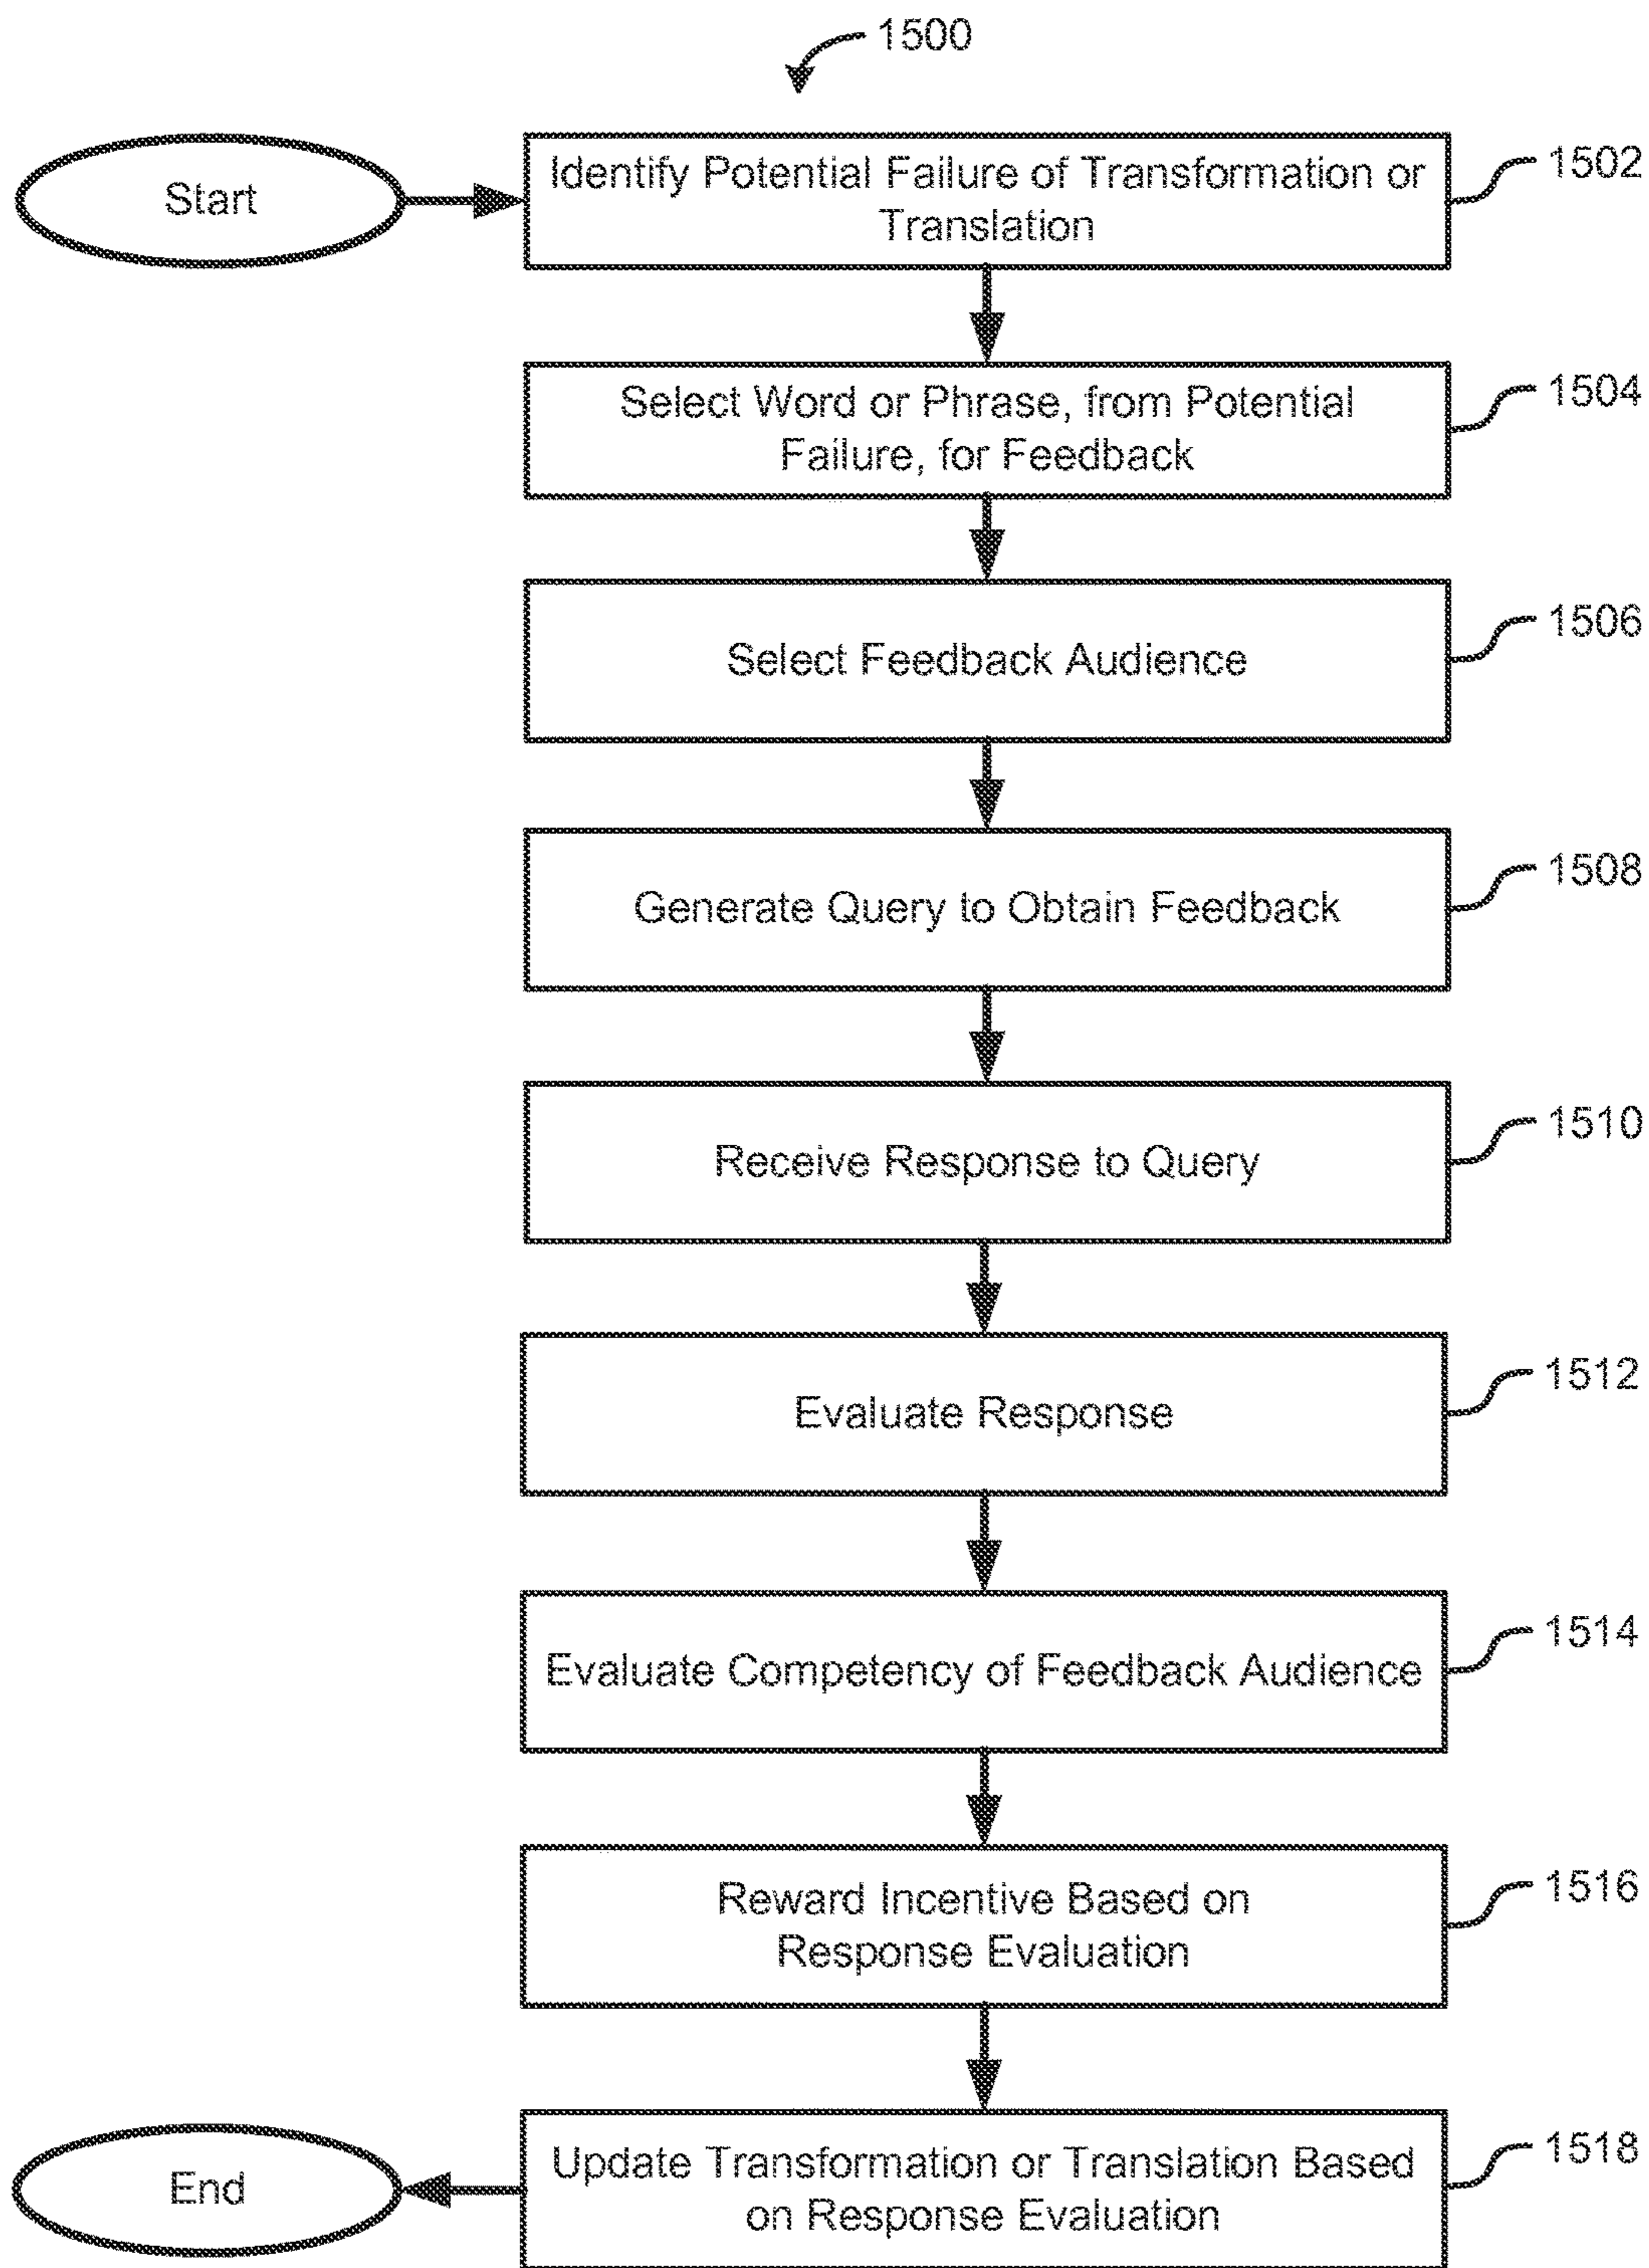 1500
Start
Identify Potential Failure of Transformation or
Translation
1502
Select Word or Phrase, from Potential
Failure, for Feedback
1504
Select Feedback Audience
1506
Generate Query to Obtain Feedback
1508
Receive Response to Query
1510
Evaluate Response
1512
Evaluate Competency of Feedback Audience
1514
Reward Incentive Based on
Response Evaluation
1516
Update Transformation or Translation Based
on Response Evaluation
1518
End